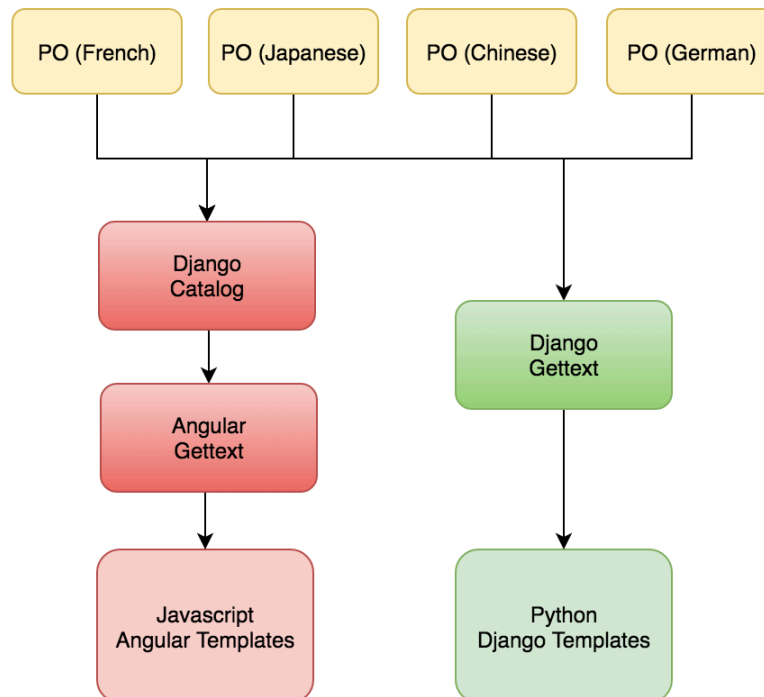 PO (French)
PO (Japanese)
PO (Chinese)
PO (German)
Django
Catalog
Django
Gettext
Angular
Gettext
Javascript
Angular Templates
Python
Django Templates